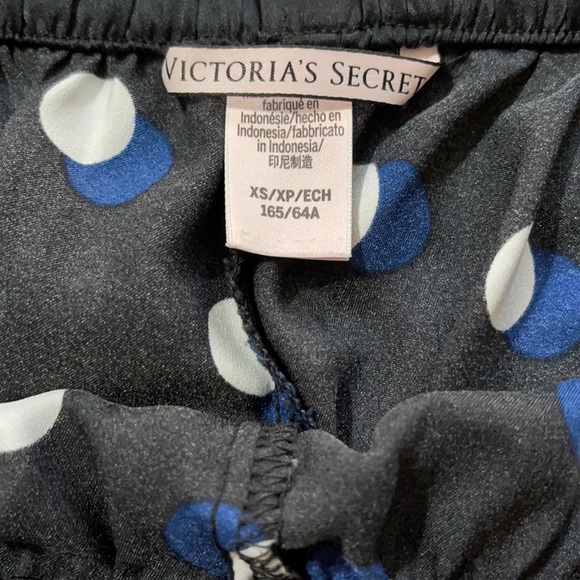 VICTORIA'S SECRET
fabriqué en
Indonésie/hecho en
Indonesia/fabbricato
in Indonesia/
印尼制造
XS/XP/ECH
165/64A